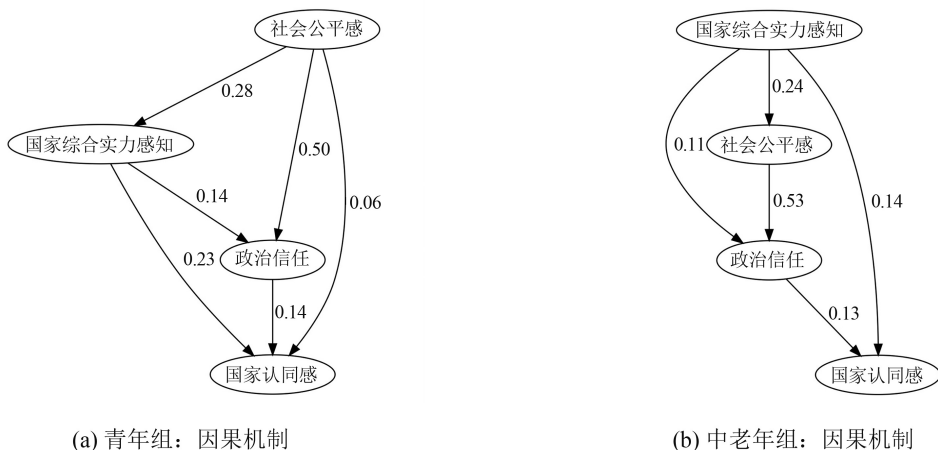 社会公平感
0.28
国家综合实力感知
0.50
0.14
0.06
0.23
政治信任
0.14
国家认同感
(a) 青年组：因果机制
国家综合实力感知
0.24
社会公平感
0.11
0.53
0.14
政治信任
0.13
国家认同感
(b) 中老年组：因果机制